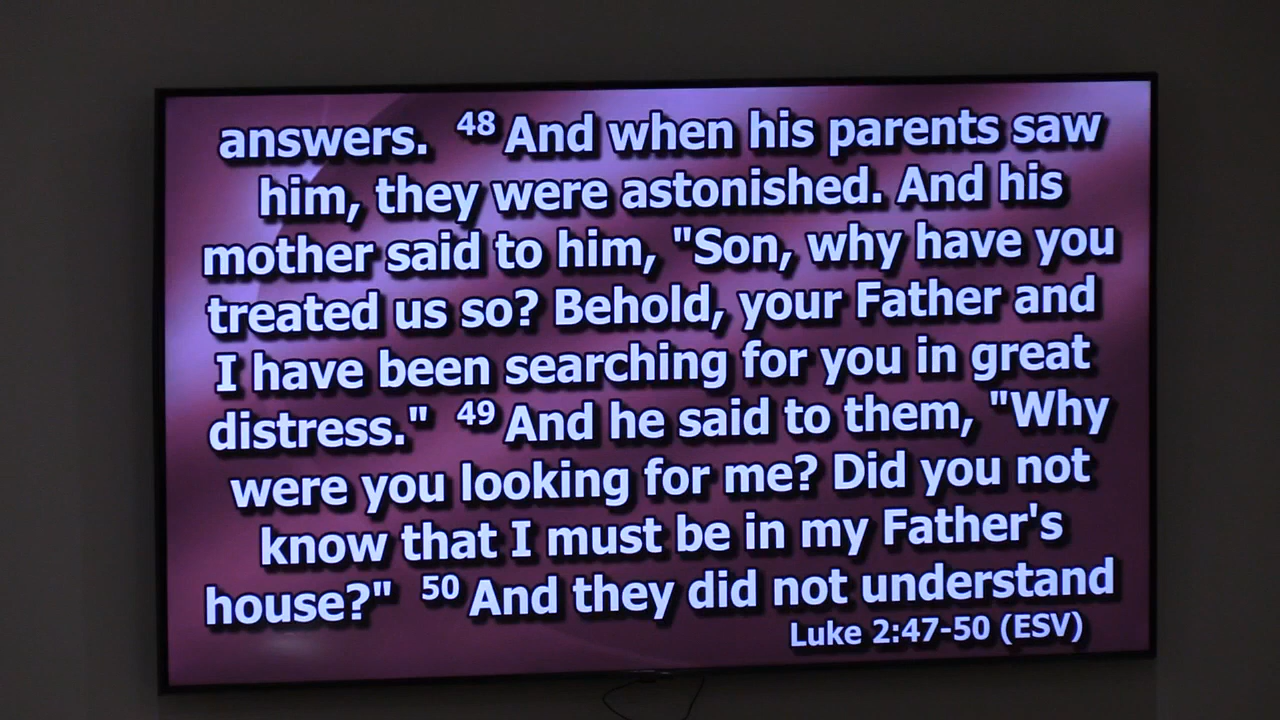 answers. 48 And when his parents saw
him, they were astonished. And his
mother said to him, "Son, why have you
treated us so? Behold, your Father and
I have been searching for you in great
distress." 49 And he said to them, "Why
were you looking for me? Did you not
know that I must be in my Father's
house?" 50 And they did not understand
Luke 2:47-50 (ESV)